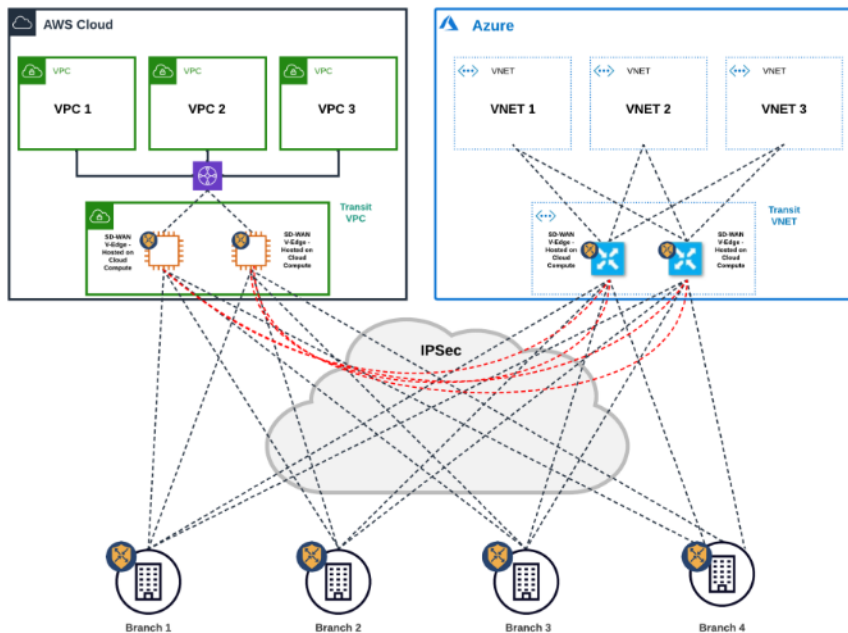 AWS Cloud
Azure
VPC
VPC
VPC
VPC 1
VPC 2
VPC 3
VNET
VNET
VNET
VNET 1
VNET 2
VNET 3
Transit
VPC
SD-WAN
V-Edge -
Hosted on
Cloud
Compute
SD-WAN
V-Edge -
Hosted on
Cloud
Compute
Transit
VNET
SD-WAN
V-Edge -
Hosted on
Cloud
Compute
SD-WAN
V-Edge -
Hosted on
Cloud
Compute
IPSec
Branch 1
Branch 2
Branch 3
Branch 4